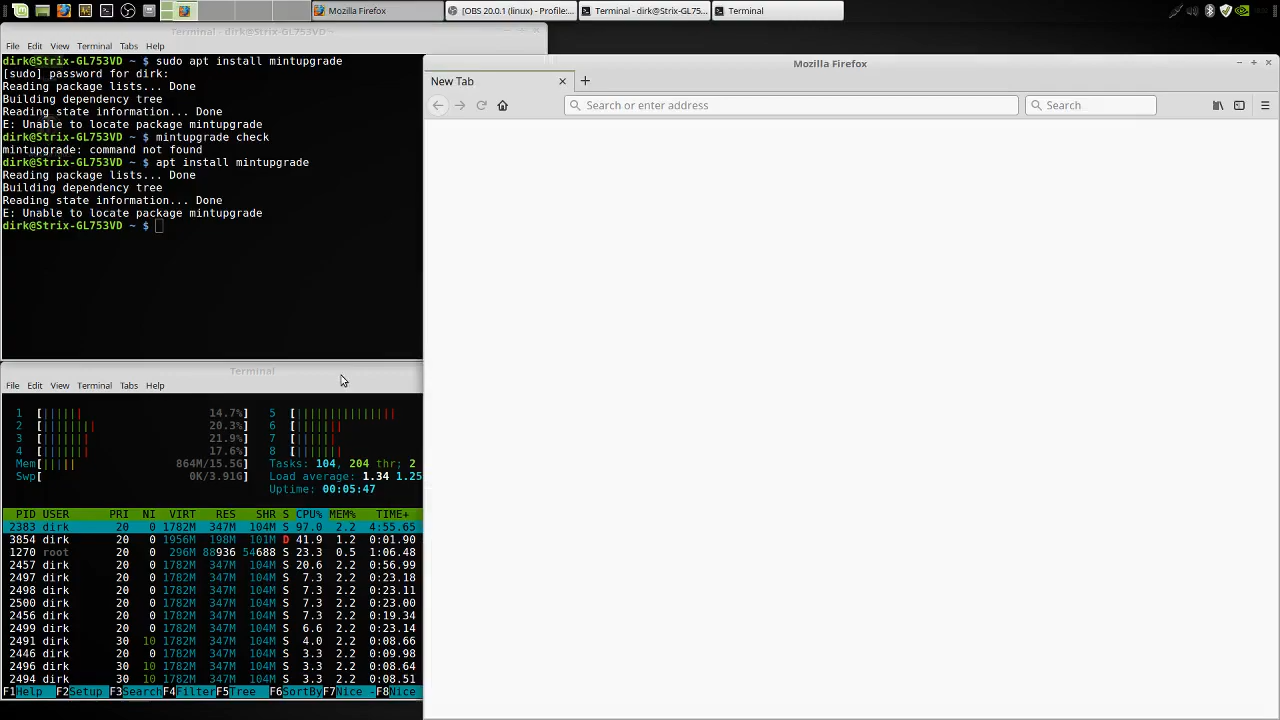 Mozilla Firefox
[OBS 20.0.1 (linux) - Profile:...
Terminal - dirk@Strix-GL75...
Terminal
Terminal - dirk@Strix-GL753VD ~
File Edit View Terminal Tabs Help
dirk@Strix-GL753VD ~ $ sudo apt install mintupgrade
[sudo] password for dirk:
Reading package lists... Done
Building dependency tree
Reading state information... Done
E: Unable to locate package mintupgrade
dirk@Strix-GL753VD ~ $ mintupgrade check
mintupgrade: command not found
dirk@Strix-GL753VD ~ $ apt install mintupgrade
Reading package lists... Done
Building dependency tree
Reading state information... Done
E: Unable to locate package mintupgrade
dirk@Strix-GL753VD ~ $
Mozilla Firefox
New Tab
Search or enter address
Search
Terminal
File Edit View Terminal Tabs Help
1 [|||||| 14.7%] 5 [||||||||||||||||
2 [|||||||| 20.3%] 6 [|||||||
3 [||||||| 21.9%] 7 [||||||
4 [||||||| 17.6%] 8 [|||||||
Mem[||||| 864M/15.5G] Tasks: 104, 204 thr; 2
Swp[ 0K/3.91G] Load average: 1.34 1.25
Uptime: 00:05:47
PID USER PRI NI VIRT RES SHR S CPU% MEM% TIME+
2383 dirk 20 0 1782M 347M 104M S 97.0 2.2 4:55.65
3854 dirk 20 0 1956M 198M 101M D 41.9 1.2 0:01.90
1270 root 20 0 296M 88936 54688 S 23.3 0.5 1:06.48
2457 dirk 20 0 1782M 347M 104M S 20.6 2.2 0:56.99
2497 dirk 20 0 1782M 347M 104M S 7.3 2.2 0:23.18
2498 dirk 20 0 1782M 347M 104M S 7.3 2.2 0:23.11
2500 dirk 20 0 1782M 347M 104M S 7.3 2.2 0:23.00
2456 dirk 20 0 1782M 347M 104M S 7.3 2.2 0:19.34
2499 dirk 20 0 1782M 347M 104M S 6.6 2.2 0:23.14
2491 dirk 30 10 1782M 347M 104M S 4.0 2.2 0:08.66
2446 dirk 20 0 1782M 347M 104M S 3.3 2.2 0:09.98
2496 dirk 30 10 1782M 347M 104M S 3.3 2.2 0:08.64
2494 dirk 30 10 1782M 347M 104M S 3.3 2.2 0:08.51
F1Help F2Setup F3Search F4Filter F5Tree F6SortBy F7Nice - F8Nice